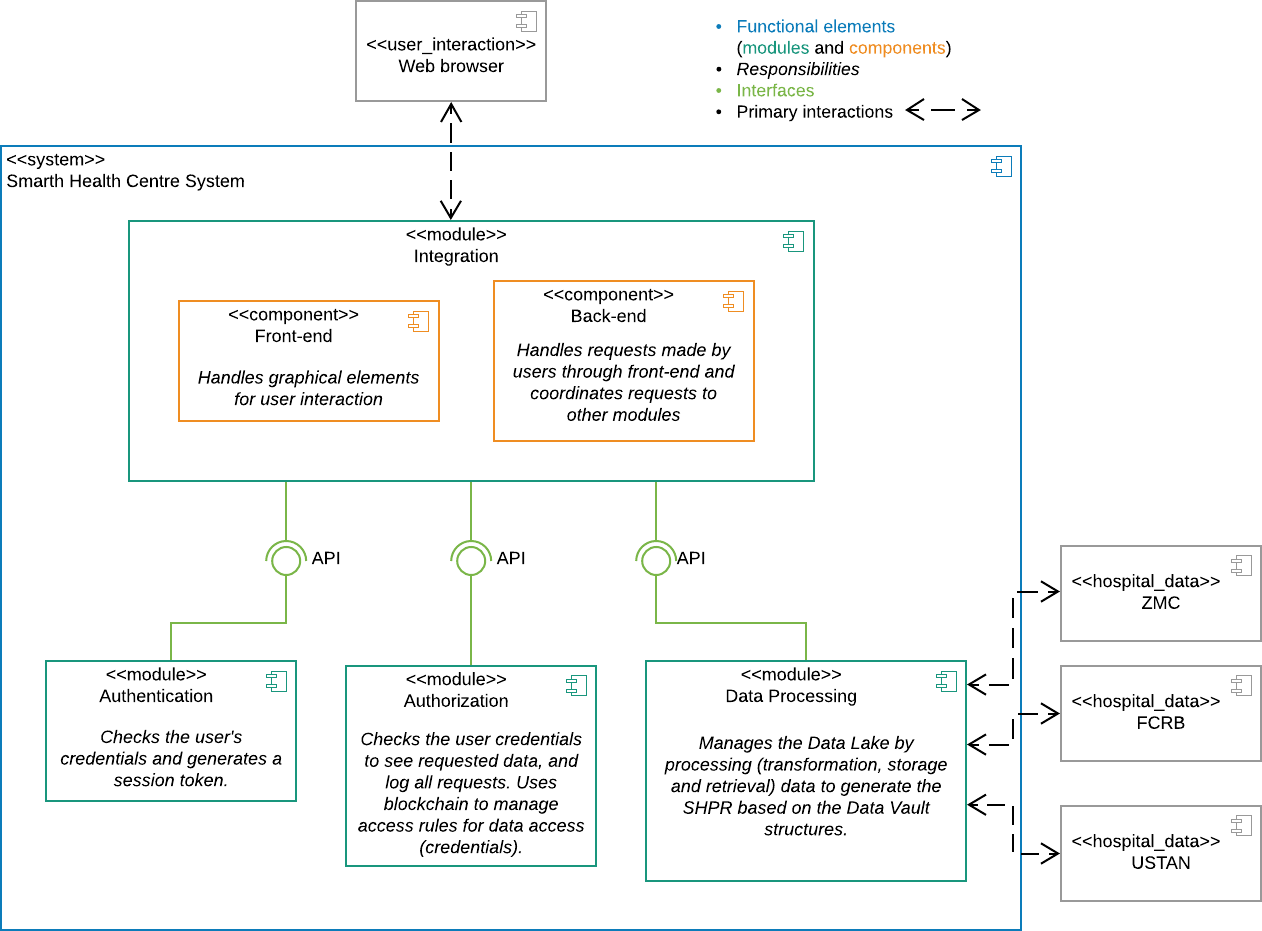 <<user_interaction>>
Web browser
• Functional elements
(modules and components)
• Responsibilities
• Interfaces
• Primary interactions
<<system>>
Smarth Health Centre System
<<module>>
Integration
<<component>>
Front-end
Handles graphical elements
for user interaction
<<component>>
Back-end
Handles requests made by
users through front-end and
coordinates requests to
other modules
API
API
API
<<module>>
Authentication
Checks the user's
credentials and generates a
session token.
<<module>>
Authorization
Checks the user credentials
to see requested data, and
log all requests. Uses
blockchain to manage
access rules for data access
(credentials).
<<module>>
Data Processing
Manages the Data Lake by
processing (transformation, storage
and retrieval) data to generate the
SHPR based on the Data Vault
structures.
<<hospital_data>>
ZMC
<<hospital_data>>
FCRB
<<hospital_data>>
USTAN